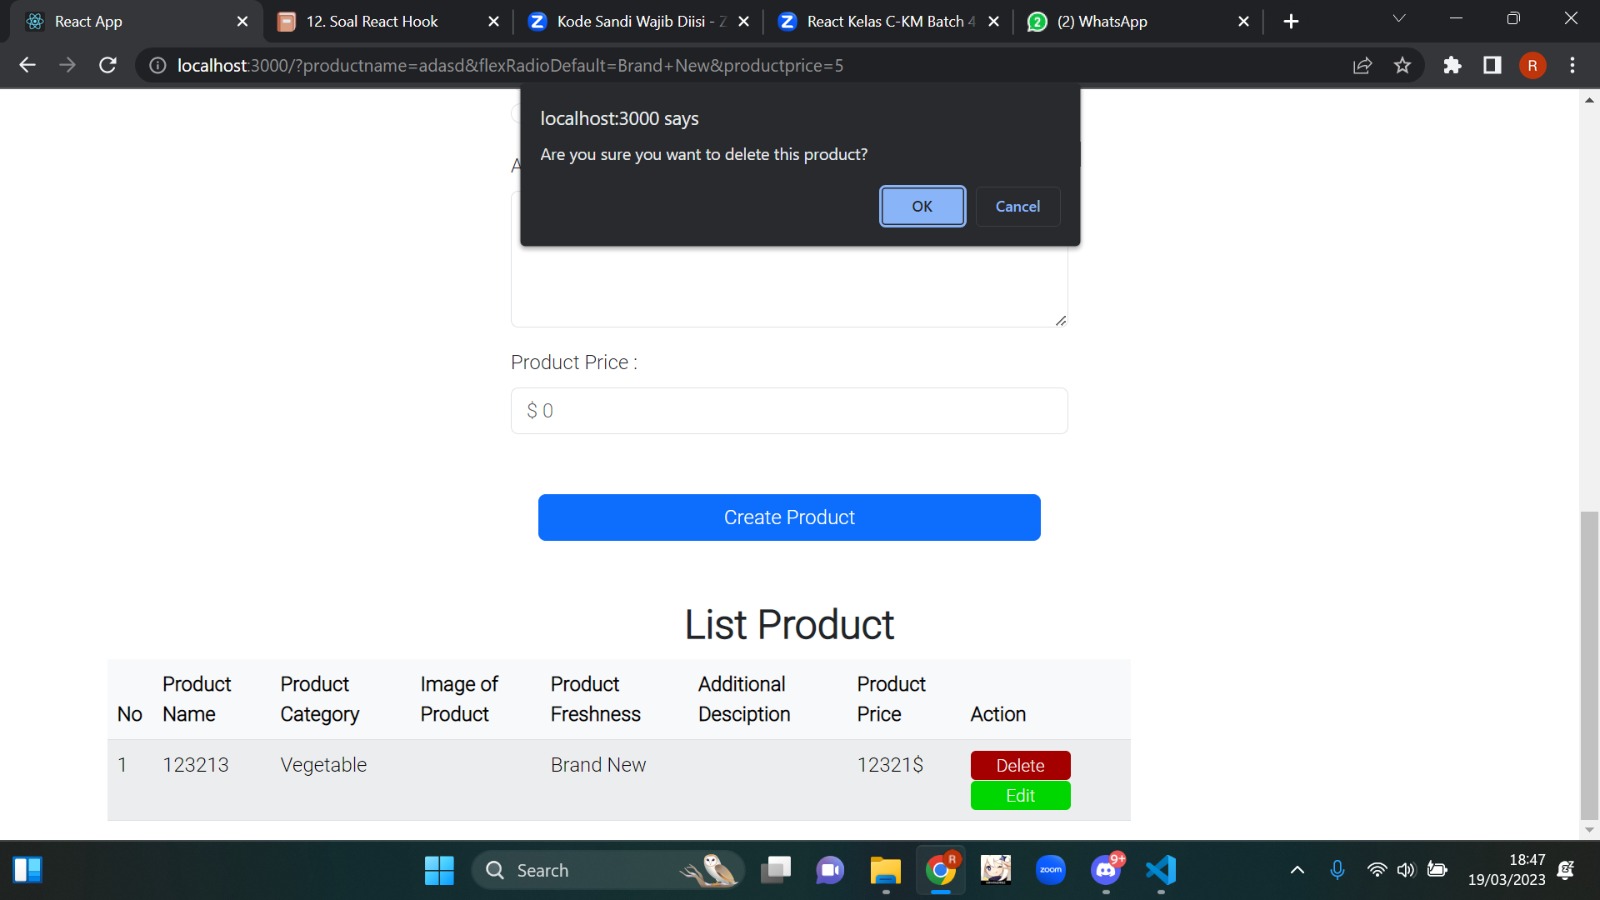 React App
12. Soal React Hook
Kode Sandi Wajib Diisi - Z
React Kelas C-KM Batch 4
2
(2) WhatsApp
localhost:3000/?productname=adasd&flexRadioDefault=Brand+New&productprice=5
R
localhost:3000 says
Are you sure you want to delete this product?
OK
Cancel
A
Product Price :
$ 0
Create Product
List Product
No
Product Name
Product Category
Image of Product
Product Freshness
Additional Desciption
Product Price
Action
1
123213
Vegetable
Brand New
12321$
Delete
Edit
Search
R
zoom
9+
18:47
19/03/2023